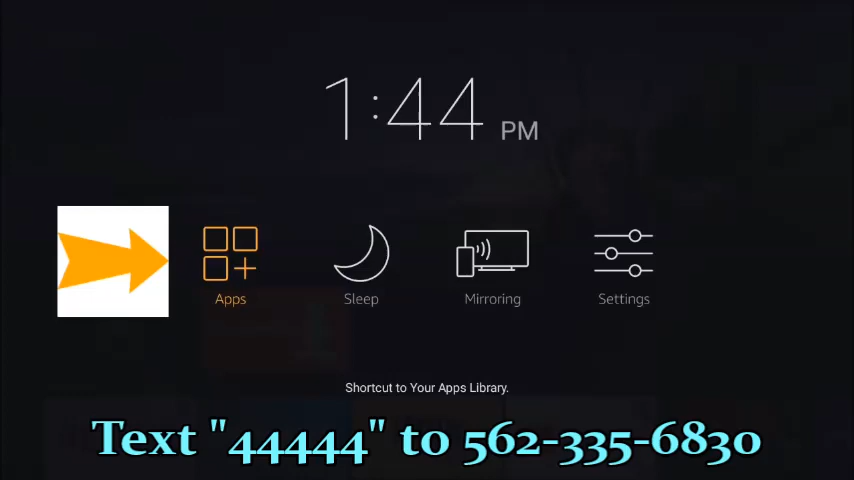 1:44 PM
Apps Sleep Mirroring Settings
Shortcut to Your Apps Library.
Text "44444" to 562-335-6830